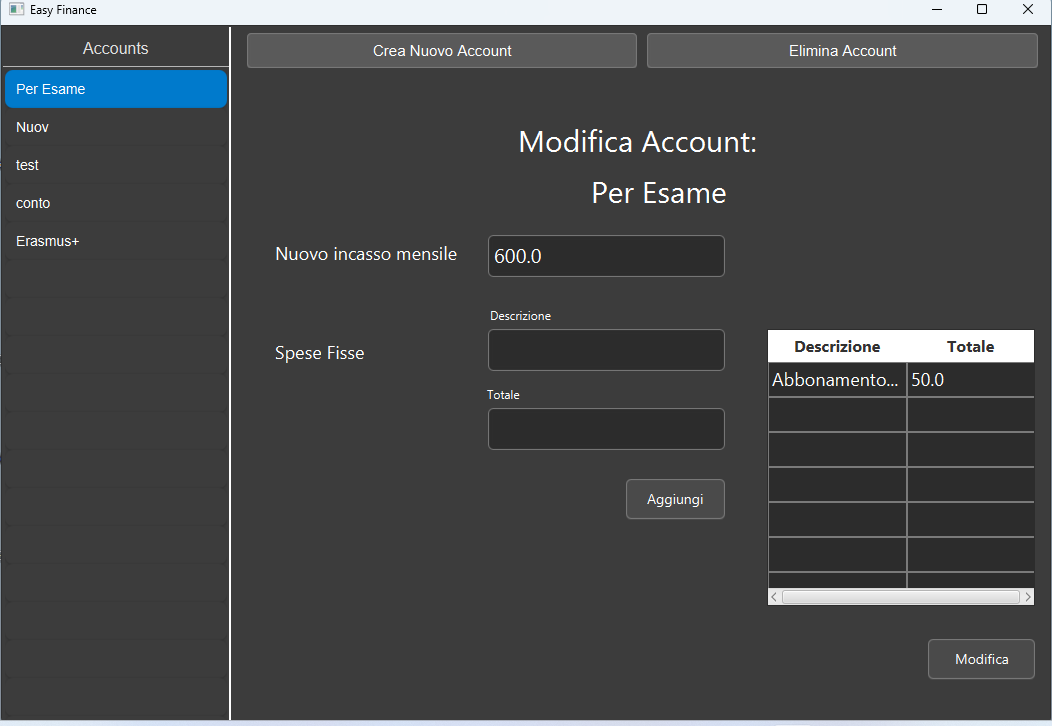 Easy Finance
Accounts
Per Esame
Nuov
test
conto
Erasmus+
Crea Nuovo Account
Elimina Account
Modifica Account:
Per Esame
Nuovo incasso mensile
600.0
Spese Fisse
Descrizione
Totale
Aggiungi
Descrizione Totale
Abbonamento... 50.0
Modifica